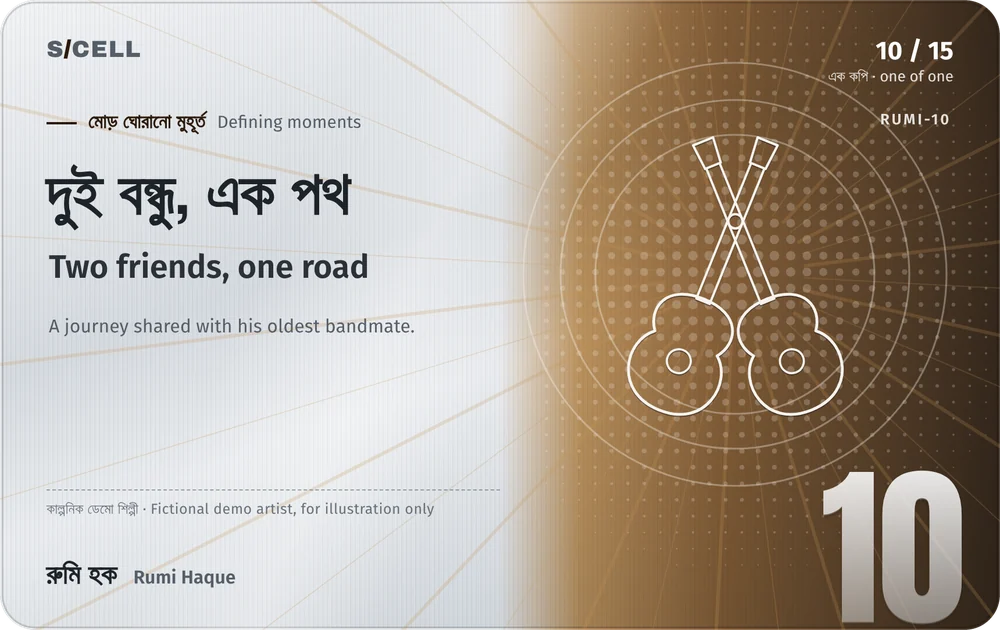 S/CELL
10 / 15
এক কপি · one of one
RUMI-10
মোড় ঘোরানো মুহূর্ত Defining moments
দুই বন্ধু, এক পথ
Two friends, one road
A journey shared with his oldest bandmate.
কাল্পনিক ডেমো শিল্পী · Fictional demo artist, for illustration only
রুমি হক Rumi Haque
10